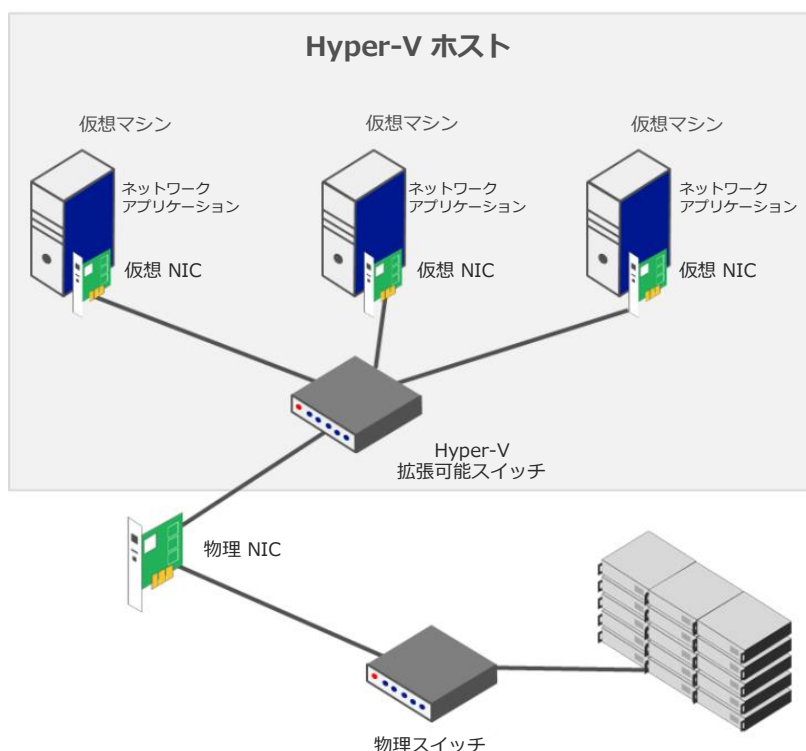 Hyper-V ホスト
仮想マシン
仮想マシン
仮想マシン
ネットワーク
アプリケーション
仮想 NIC
ネットワーク
アプリケーション
仮想 NIC
ネットワーク
アプリケーション
仮想 NIC
Hyper-V
拡張可能スイッチ
物理 NIC
物理スイッチ